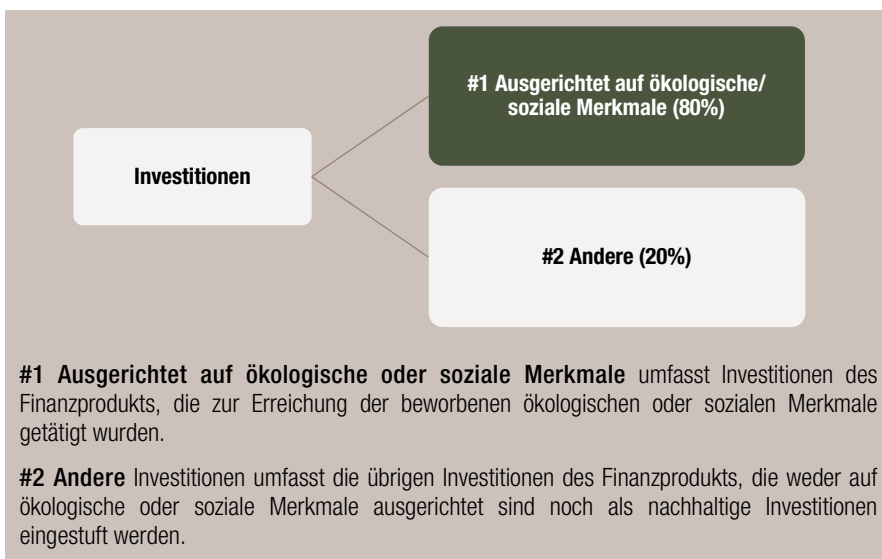 #1 Ausgerichtet auf ökologische/
soziale Merkmale (80%)
Investitionen
#2 Andere (20%)
#1 Ausgerichtet auf ökologische oder soziale Merkmale umfasst Investitionen des
Finanzprodukts, die zur Erreichung der beworbenen ökologischen oder sozialen Merkmale
getätigt wurden.
#2 Andere Investitionen umfasst die übrigen Investitionen des Finanzprodukts, die weder auf
ökologische oder soziale Merkmale ausgerichtet sind noch als nachhaltige Investitionen
eingestuft werden.